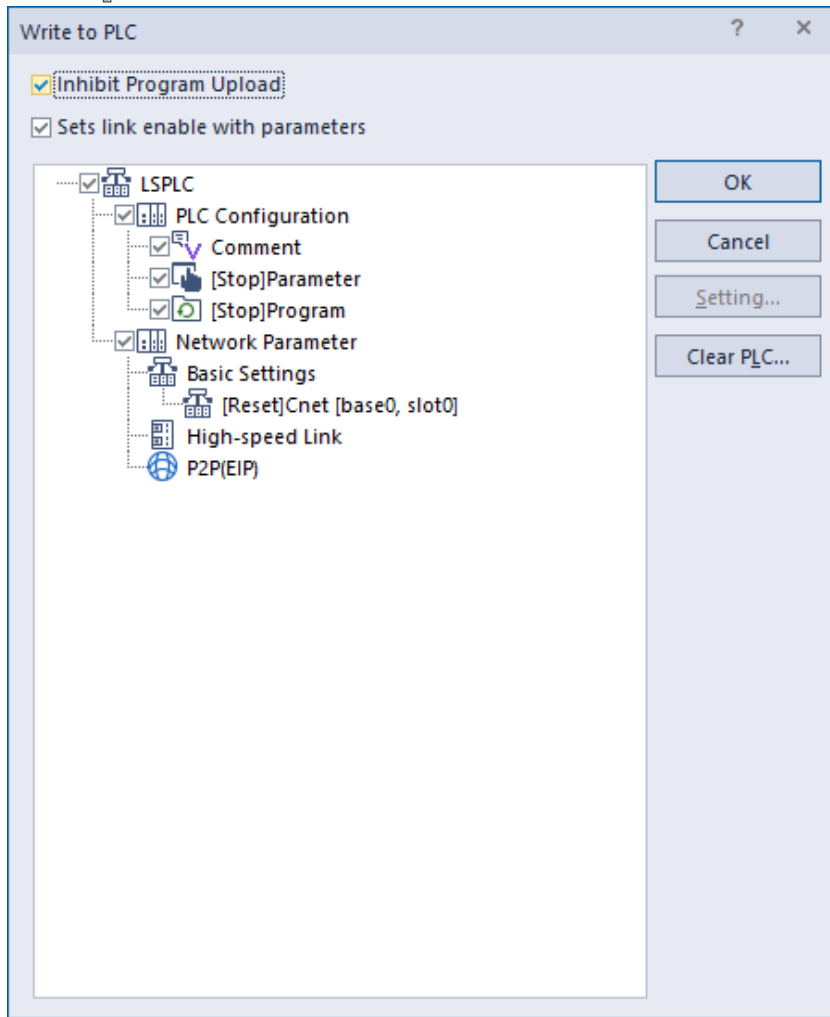 Write to PLC
Inhibit Program Upload
Sets link enable with parameters
LSPLC
PLC Configuration
Comment
[Stop]Parameter
[Stop]Program
Network Parameter
Basic Settings
[Reset]Cnet [base0, slot0]
High-speed Link
P2P(EIP)
OK
Cancel
Setting...
Clear PLC...